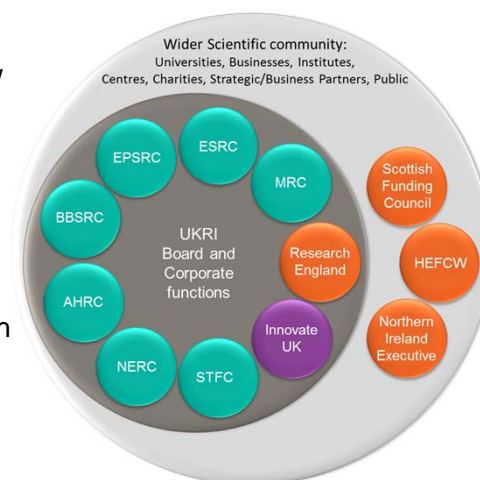 Wider Scientific community:
Universities, Businesses, Institutes,
Centres, Charities, Strategic/Business Partners, Public
ESRC
EPSRC
MRC
BBSRC
UKRI
Board and
Corporate
functions
Research
England
AHRC
Innovate
UK
NERC
STFC
Scottish
Funding
Council
HEFCW
Northern
Ireland
Executive